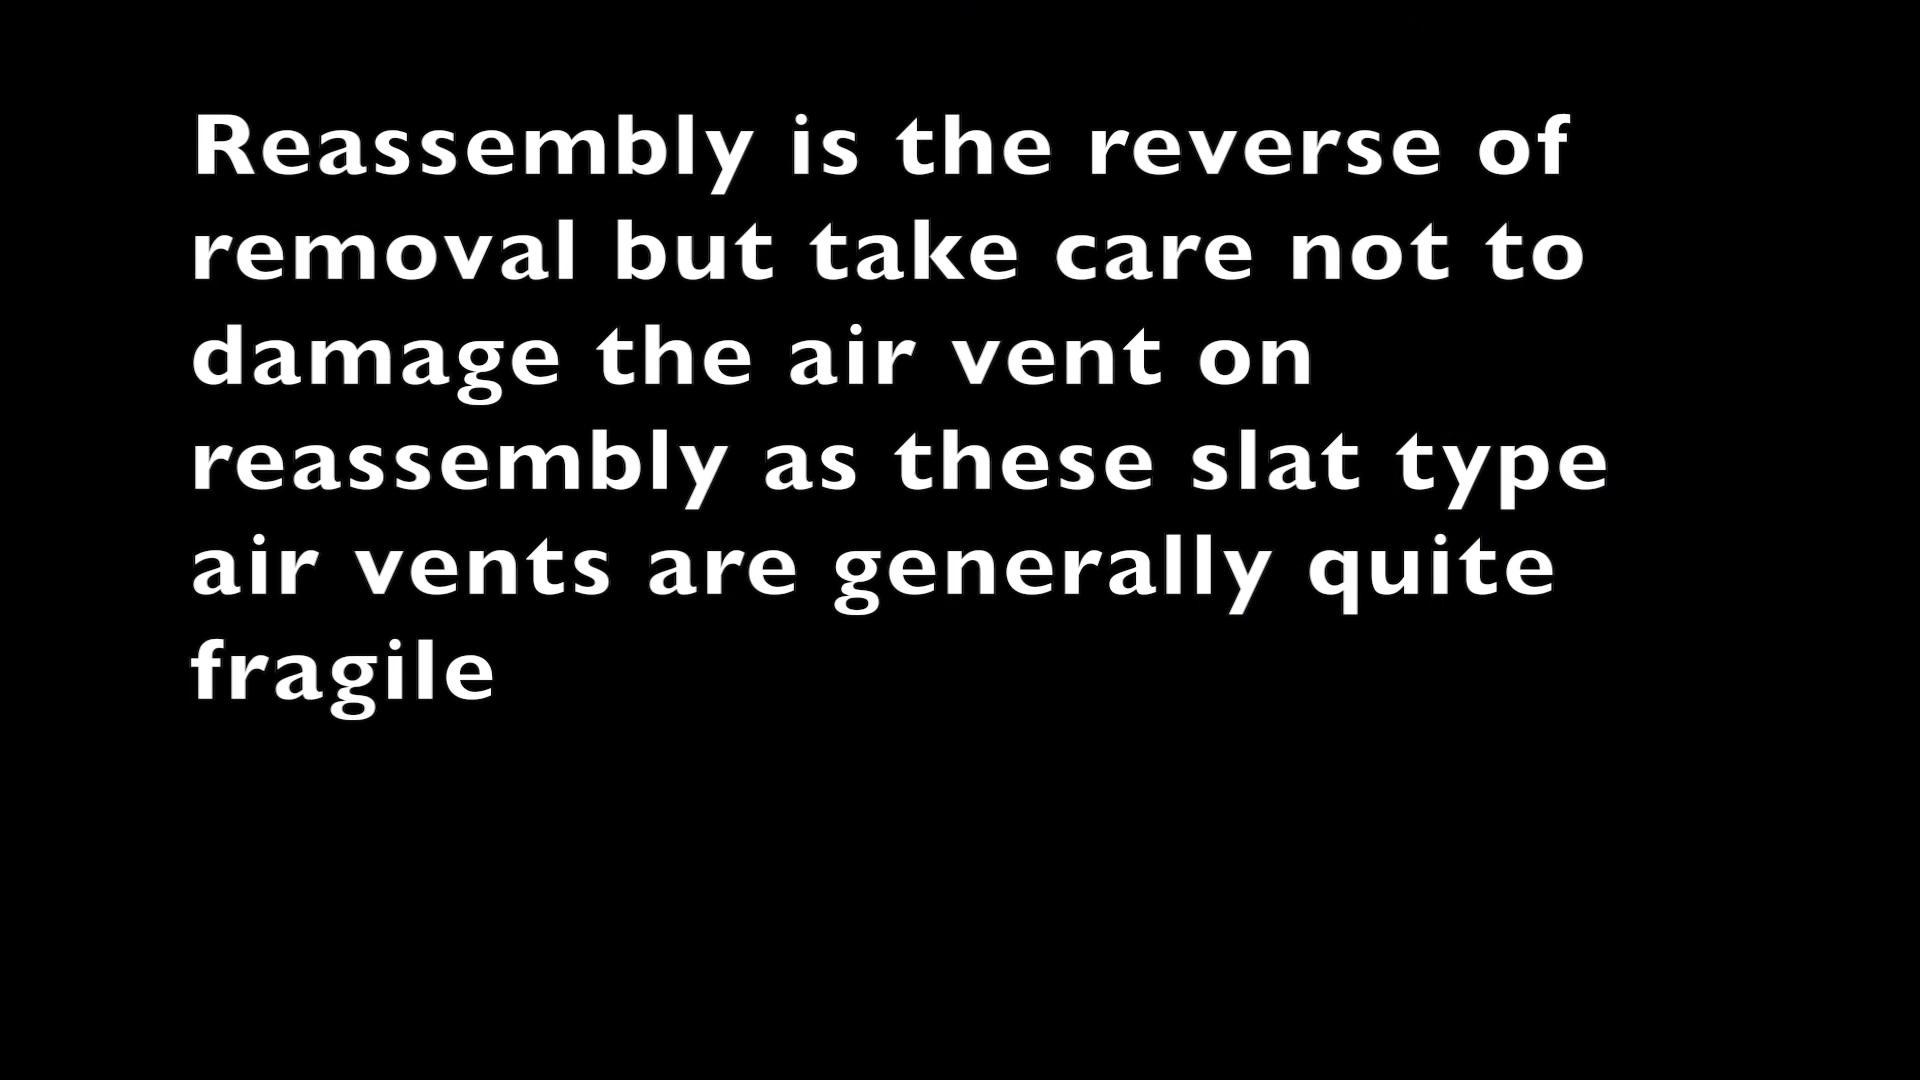 Reassembly is the reverse of
removal but take care not to
damage the air vent on
reassembly as these slat type
air vents are generally quite
fragile